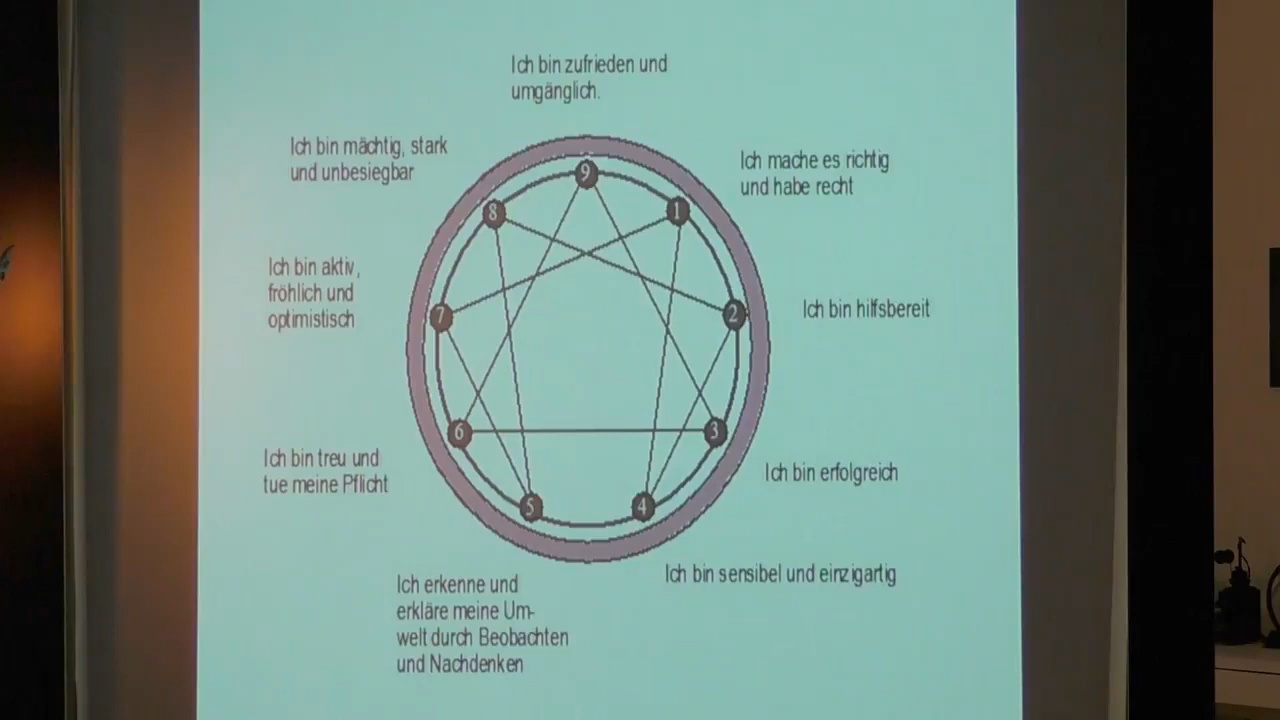 Ich bin zufrieden und
umgänglich.
Ich bin mächtig, stark
und unbesiegbar
Ich mache es richtig
und habe recht
9
8
1
Ich bin aktiv,
fröhlich und
optimistisch
7
2
Ich bin hilfsbereit
6
3
Ich bin treu und
tue meine Pflicht
Ich bin erfolgreich
5
4
Ich bin sensibel und einzigartig
Ich erkenne und
erkläre meine Um-
welt durch Beobachten
und Nachdenken